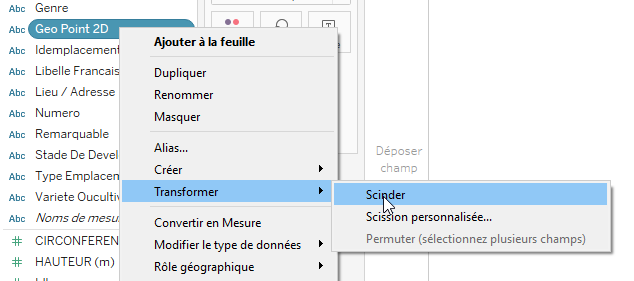 Abc Genre
Abc Geo Point 2D
Abc Idemplacem
Abc Libelle Francais
Abc Lieu / Adresse
Abc Numero
Abc Remarquable
Abc Stade De Devel
Abc Type Emplacem
Abc Variete Oucultiv
Abc Noms de mesu
# CIRCONFEREN
# HAUTEUR (m)
Ajouter à la feuille
Dupliquer
Renommer
Masquer
Alias...
Créer
Transformer
Convertir en Mesure
Modifier le type de données
Rôle géographique
Scinder
Scission personnalisée...
Permuter (sélectionnez plusieurs champs)
Déposer
champ